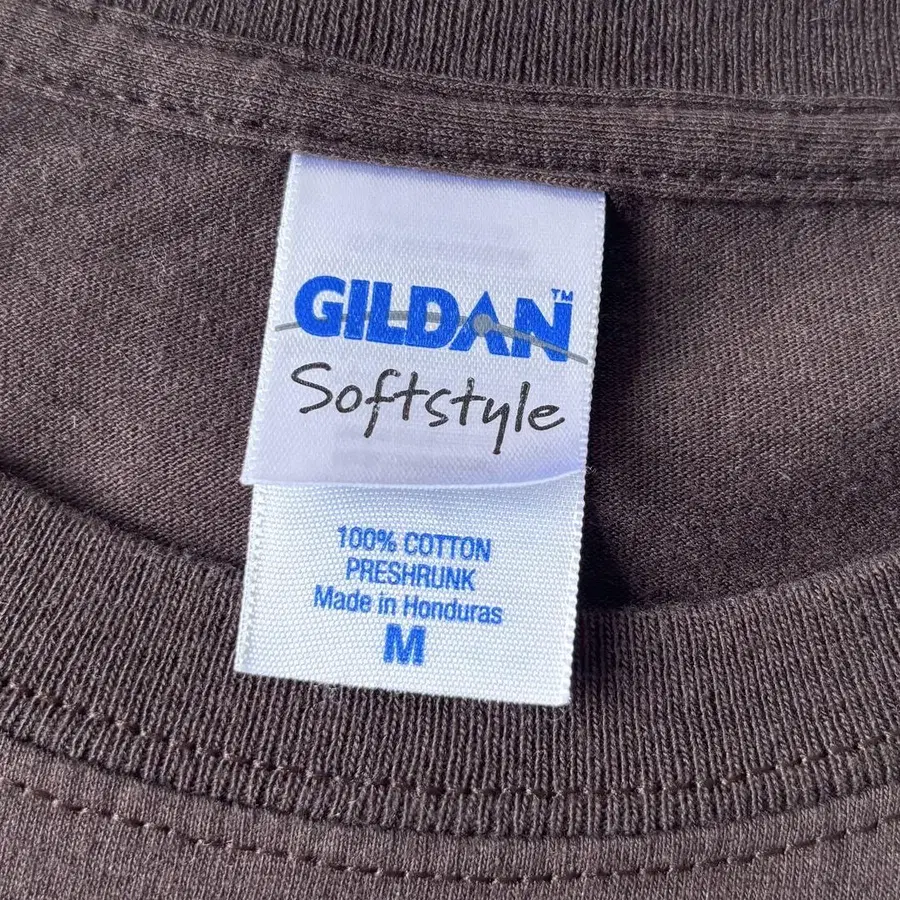 GILDAN™
Softstyle
100% COTTON
PRESHRUNK
Made in Honduras
M